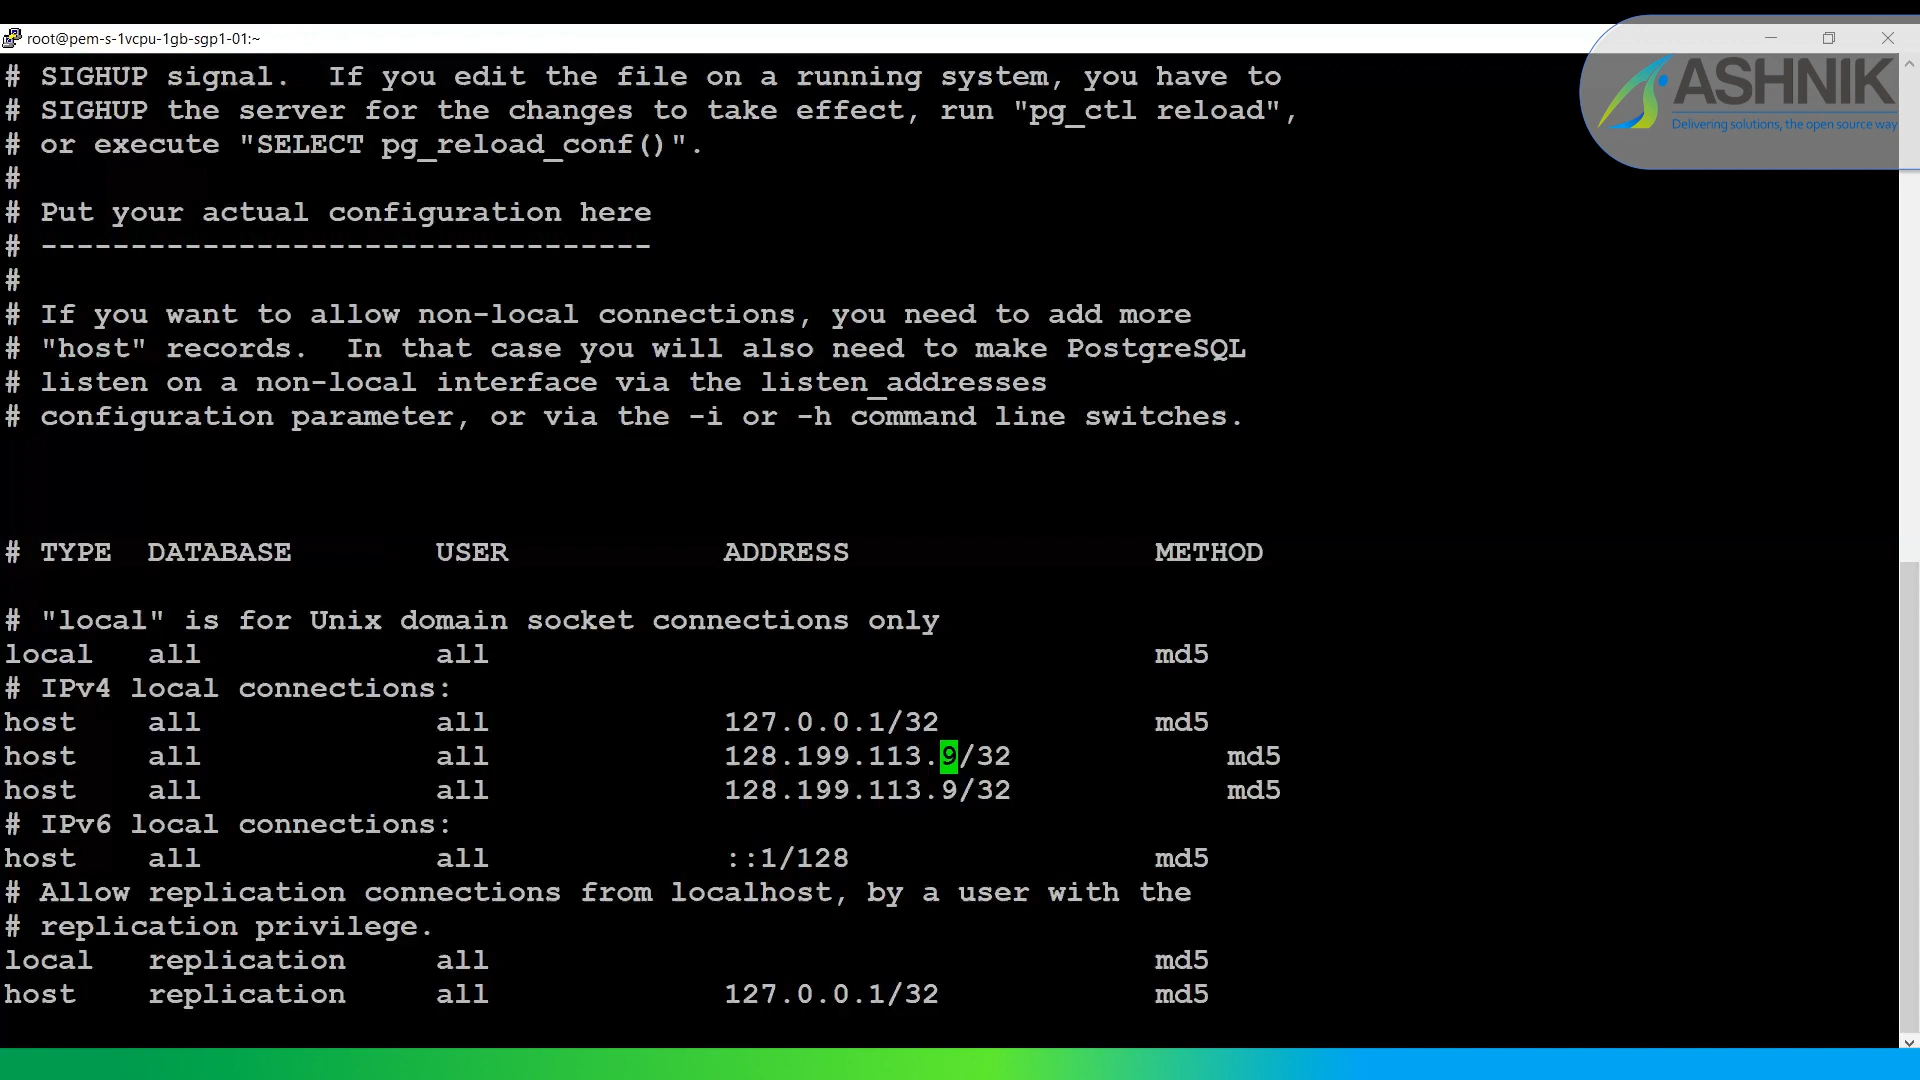 root@pem-s-1vcpu-1gb-sgp1-01:~
ASHNIK
Delivering solutions, the open source way
# SIGHUP signal.  If you edit the file on a running system, you have to
# SIGHUP the server for the changes to take effect, run "pg_ctl reload",
# or execute "SELECT pg_reload_conf()".
#
# Put your actual configuration here
# ----------------------------------
#
# If you want to allow non-local connections, you need to add more
# "host" records.  In that case you will also need to make PostgreSQL
# listen on a non-local interface via the listen_addresses
# configuration parameter, or via the -i or -h command line switches.
# TYPE  DATABASE        USER            ADDRESS                 METHOD
# "local" is for Unix domain socket connections only
local   all             all                                     md5
# IPv4 local connections:
host    all             all             127.0.0.1/32            md5
host    all             all             128.199.113.9/32            md5
host    all             all             128.199.113.9/32            md5
# IPv6 local connections:
host    all             all             ::1/128                 md5
# Allow replication connections from localhost, by a user with the
# replication privilege.
local   replication     all                                     md5
host    replication     all             127.0.0.1/32            md5